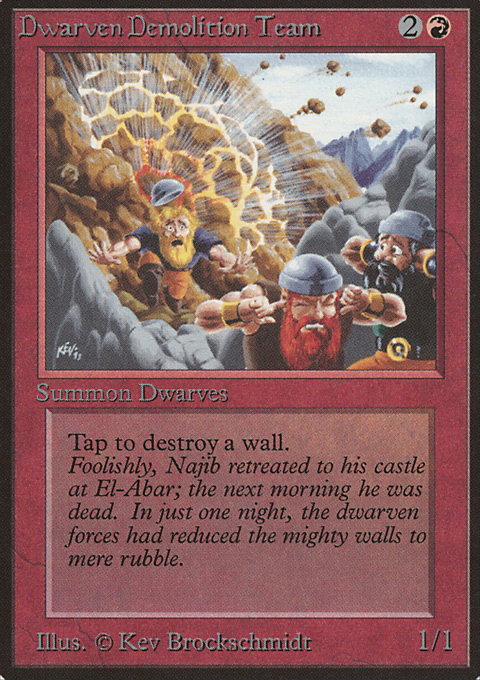 Dwarven Demolition Team 2
KEV 93
Summon Dwarves
Tap to destroy a wall.
Foolishly, Najib retreated to his castle
at El-Abar; the next morning he was
dead. In just one night, the dwarven
forces had reduced the mighty walls to
mere rubble.
Illus. © Kev Brockschmidt 1/1